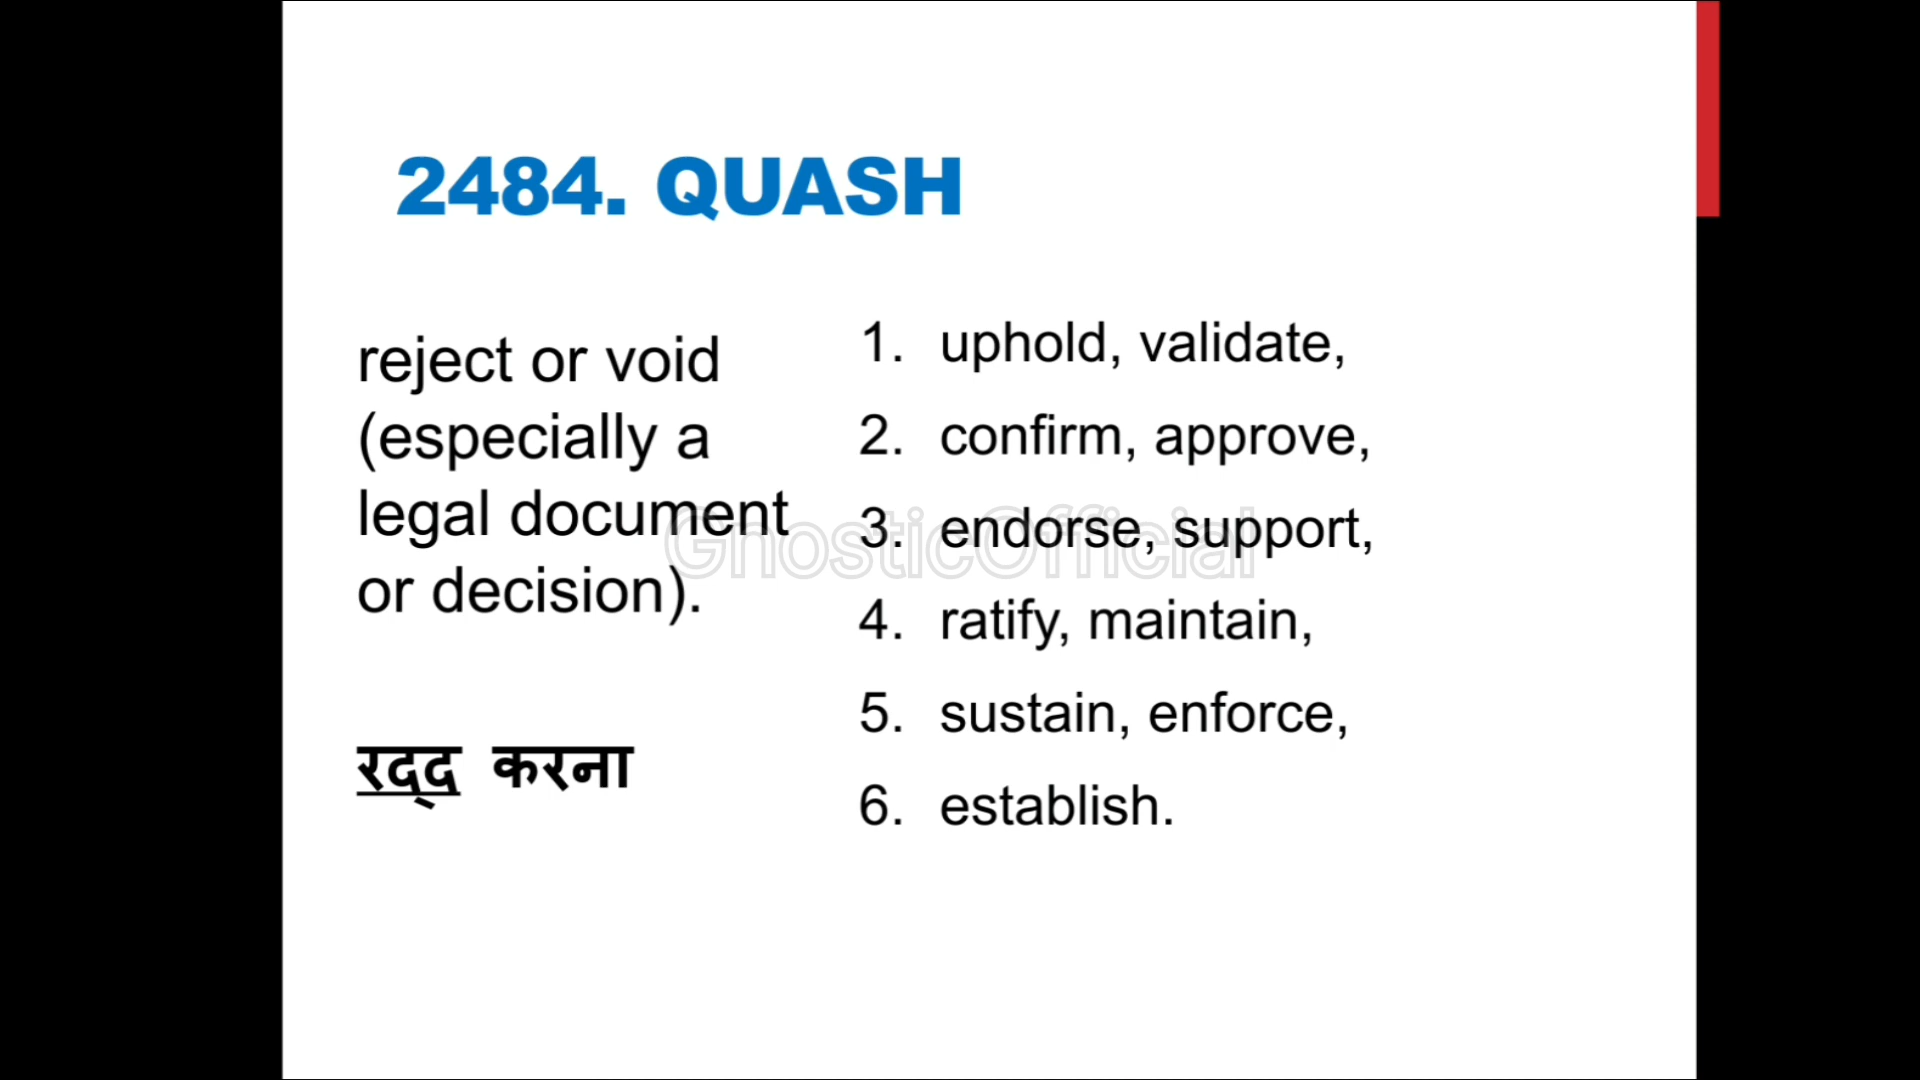 2484. QUASH
reject or void
(especially a
legal document
or decision).
रद्द करना
1. uphold, validate,
2. confirm, approve,
3. endorse, support,
4. ratify, maintain,
5. sustain, enforce,
6. establish.
GnosticOfficial